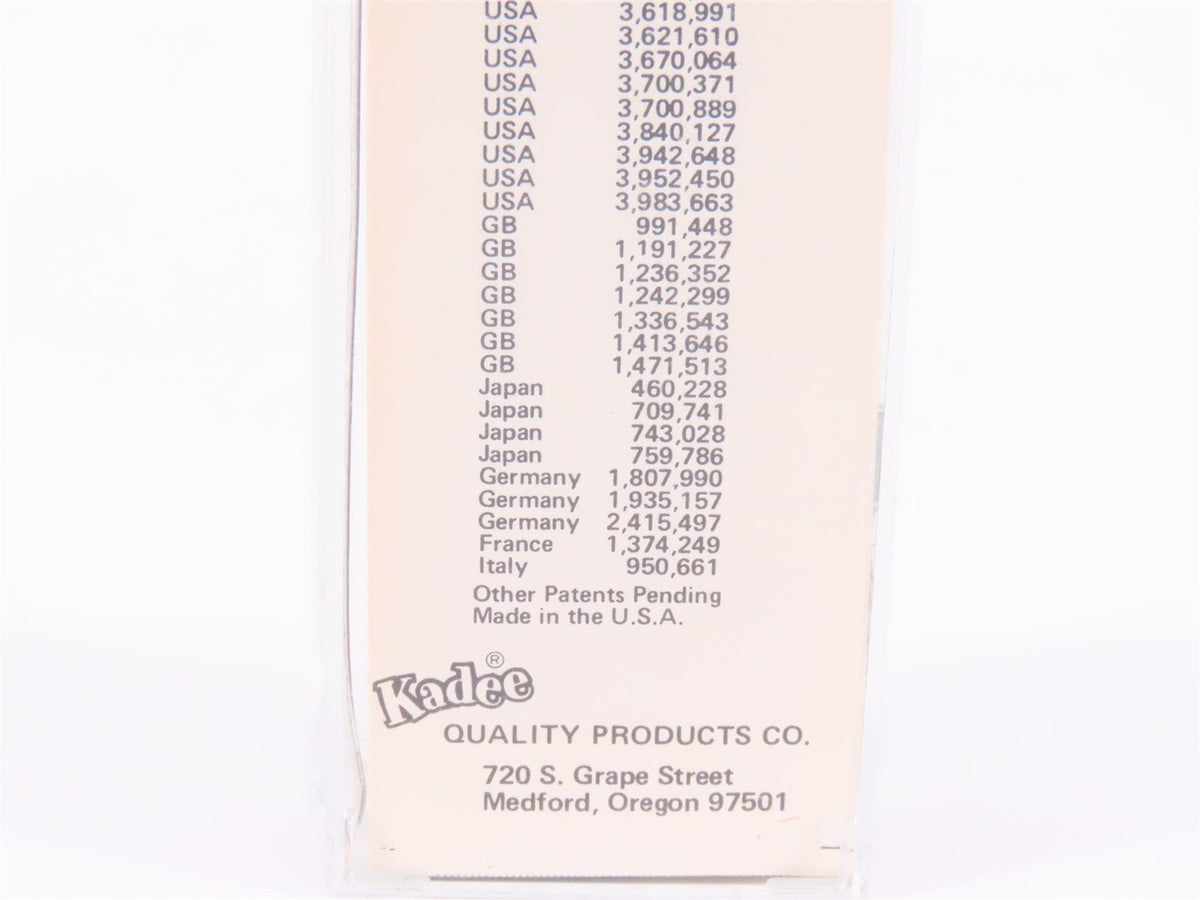 USA 3,618,991
USA 3,621,610
USA 3,670,064
USA 3,700,371
USA 3,700,889
USA 3,840,127
USA 3,942,648
USA 3,952,450
USA 3,983,663
GB 991,448
GB 1,191,227
GB 1,236,352
GB 1,242,299
GB 1,336,543
GB 1,413,646
GB 1,471,513
Japan 460,228
Japan 709,741
Japan 743,028
Japan 759,786
Germany 1,807,990
Germany 1,935,157
Germany 2,415,497
France 1,374,249
Italy 950,661
Other Patents Pending
Made in the U.S.A.
Kadee®
QUALITY PRODUCTS CO.
720 S. Grape Street
Medford, Oregon 97501